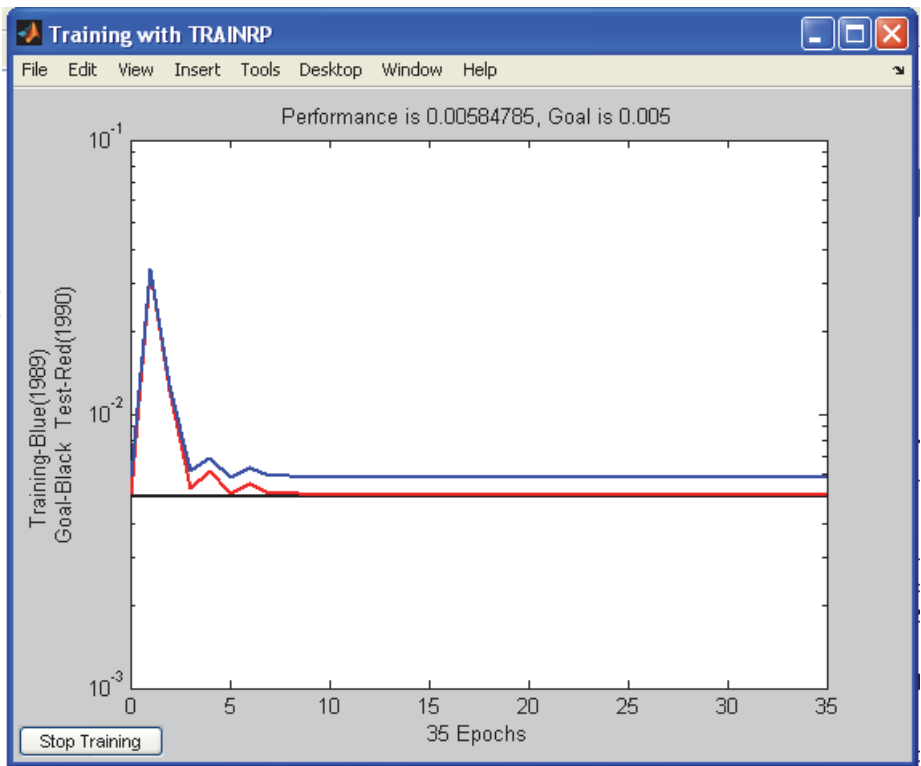 Training with TRAINRP
File Edit View Insert Tools Desktop Window Help
Performance is 0.00584785, Goal is 0.005
10^-1
10^-2
10^-3
Training-Blue(1989)
Goal-Black Test-Red(1990)
0 5 10 15 20 25 30 35
35 Epochs
Stop Training